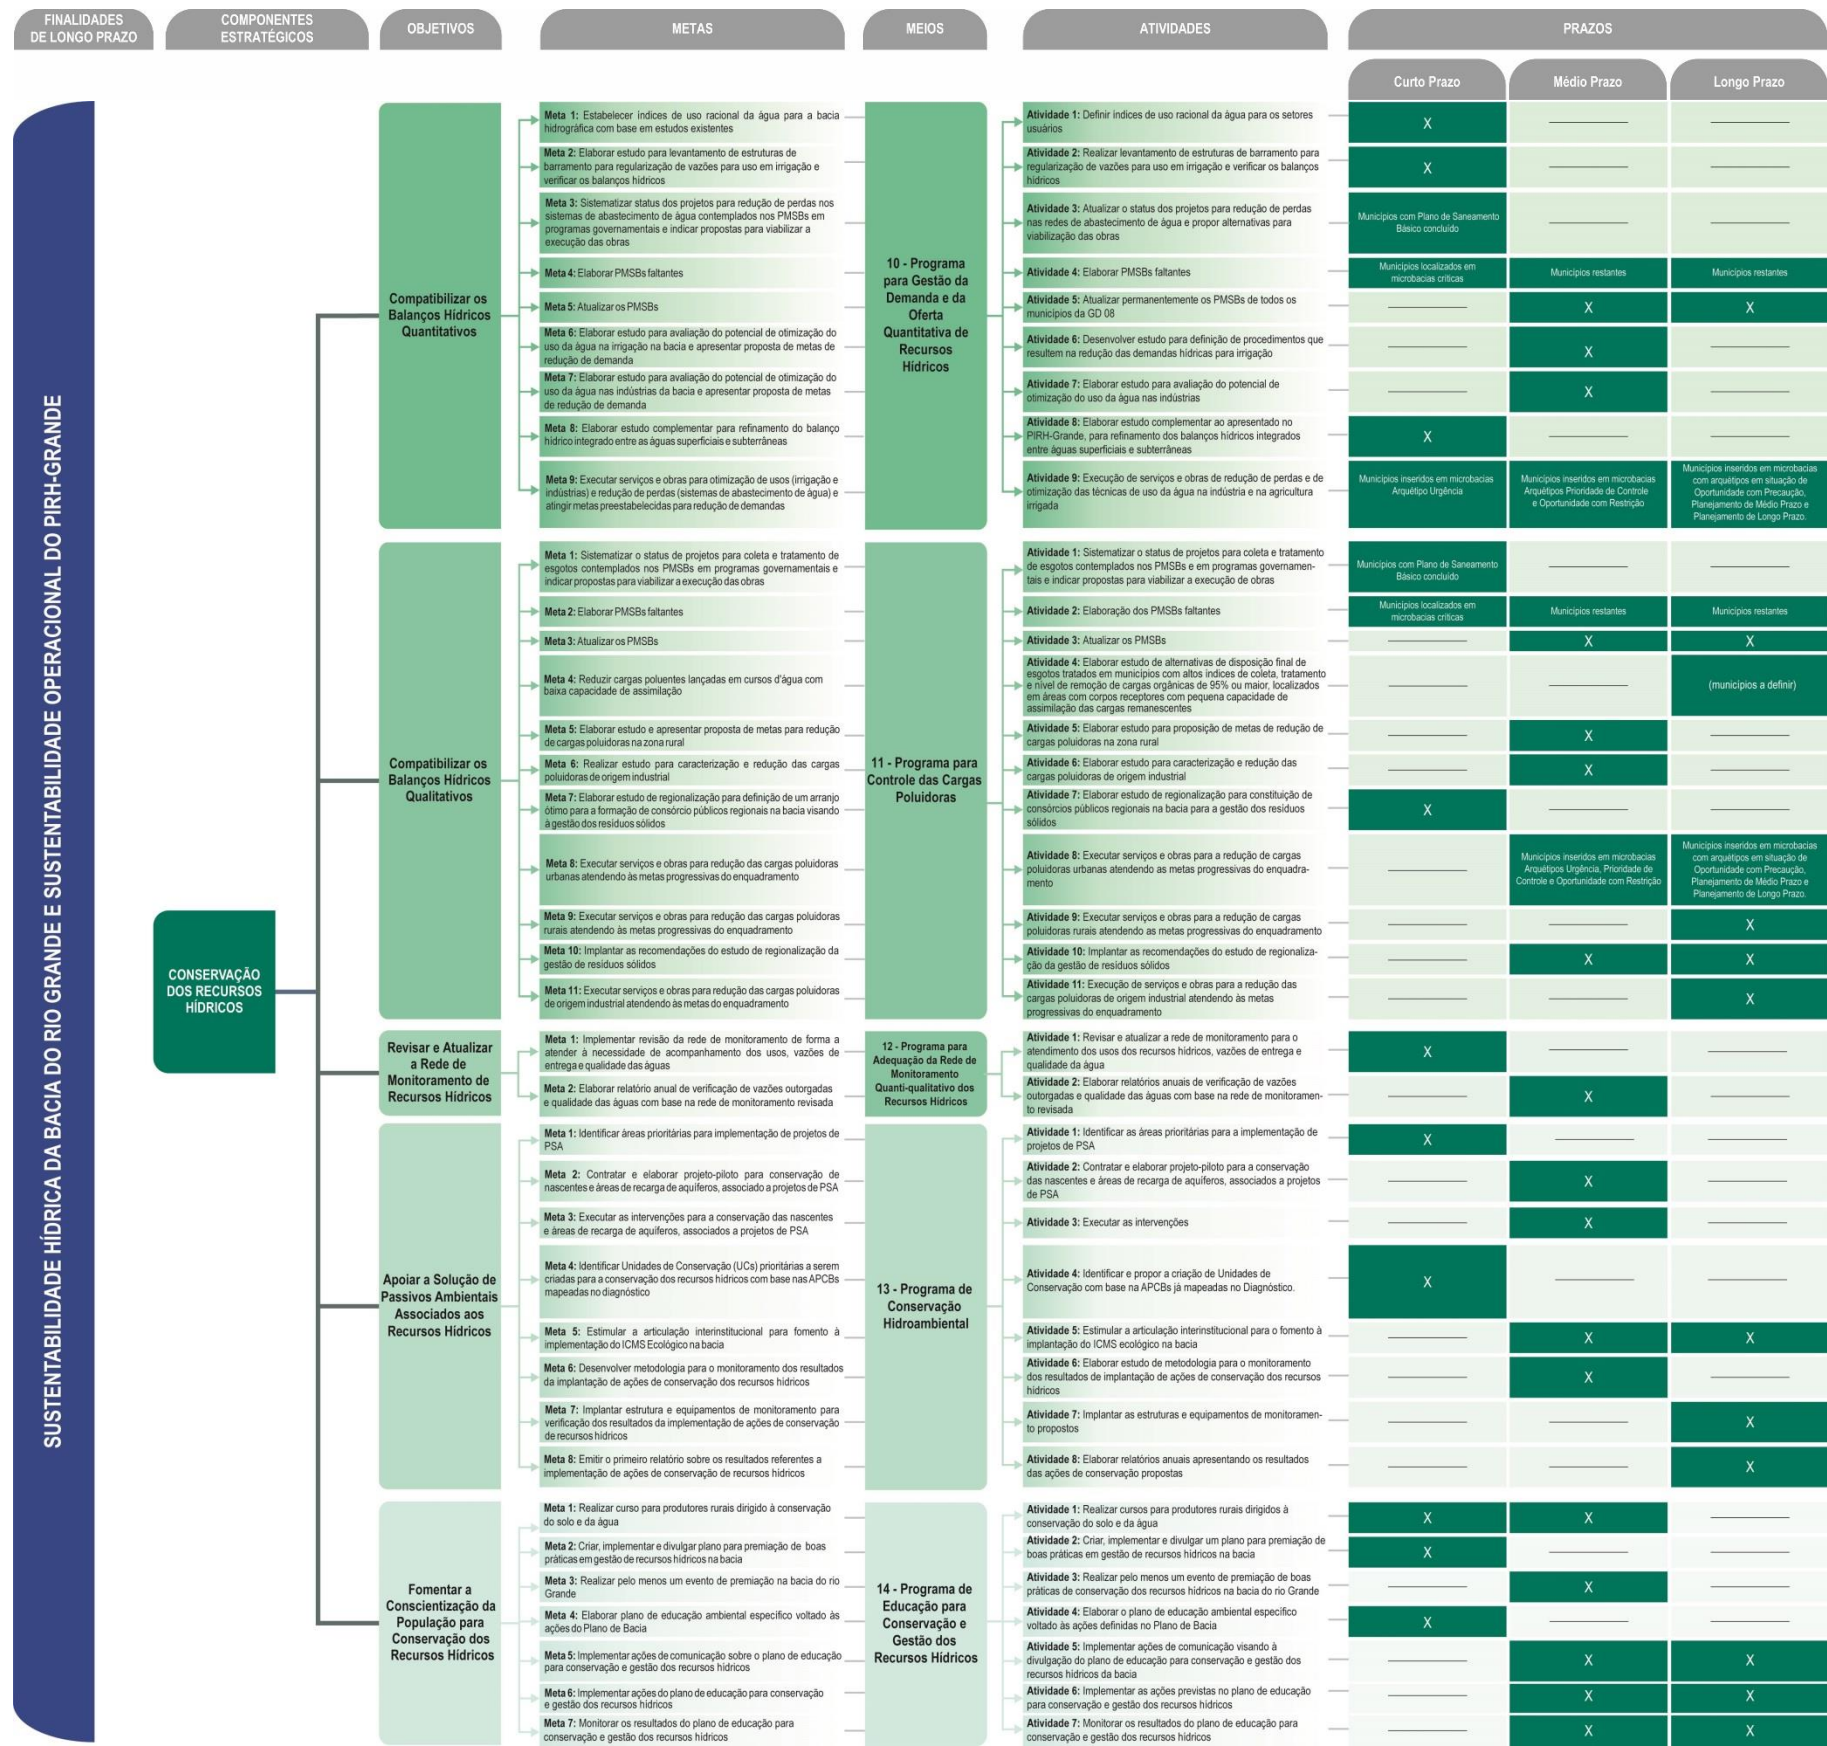 FINALIDADES
DE LONGO PRAZO
COMPONENTES
ESTRATÉGICOS
OBJETIVOS
METAS
MEIOS
ATIVIDADES
PRAZOS
Curto Prazo
Médio Prazo
Longo Prazo
SUSTENTABILIDADE HÍDRICA DA BACIA DO RIO GRANDE E SUSTENTABILIDADE OPERACIONAL DO PIRH-GRANDE
CONSERVAÇÃO
DOS RECURSOS
HÍDRICOS
Compatibilizar os
Balanços Hídricos
Quantitativos
Meta 1: Estabelecer índices de uso racional da água para a bacia
hidrográfica com base em estudos existentes
Meta 2: Elaborar estudo para levantamento de estruturas de
barramento para regularização de vazões para uso em irrigação e
verificar os balanços hídricos
Meta 3: Sistematizar status dos projetos para redução de perdas nos
sistemas de abastecimento de água contemplados nos PMSBs em
programas governamentais e indicar propostas para viabilizar a
execução das obras
Meta 4: Elaborar PMSBs faltantes
Meta 5: Atualizar os PMSBs
Meta 6: Elaborar estudo para avaliação do potencial de otimização do
uso da água na irrigação na bacia e apresentar proposta de metas de
redução de demanda
Meta 7: Elaborar estudo para avaliação do potencial de otimização do
uso da água nas indústrias da bacia e apresentar proposta de metas
de redução de demanda
Meta 8: Elaborar estudo complementar para refinamento do balanço
hídrico integrado entre as águas superficiais e subterrâneas
Meta 9: Executar serviços e obras para otimização de usos (irrigação e
indústrias) e redução de perdas (sistemas de abastecimento de água) e
atingir metas preestabelecidas para redução de demandas
10 - Programa
para Gestão da
Demanda e da
Oferta
Quantitativa de
Recursos
Hídricos
Atividade 1: Definir índices de uso racional da água para os setores
usuários
X
Atividade 2: Realizar levantamento de estruturas de barramento para
regularização de vazões para uso em irrigação e verificar os balanços
hídricos
X
Atividade 3: Atualizar o status dos projetos para redução de perdas
nas redes de abastecimento de água e propor alternativas para
viabilização das obras
Municípios com Plano de Saneamento
Básico concluído
Atividade 4: Elaborar PMSBs faltantes
Municípios localizados em
microbacias críticas
Municípios restantes
Municípios restantes
Atividade 5: Atualizar permanentemente os PMSBs de todos os
municípios da GD 08
X
X
Atividade 6: Desenvolver estudo para definição de procedimentos que
resultem na redução das demandas hídricas para irrigação
X
Atividade 7: Elaborar estudo para avaliação do potencial de
otimização do uso da água nas indústrias
X
Atividade 8: Elaborar estudo complementar ao apresentado no
PIRH-Grande, para refinamento dos balanços hídricos integrados
entre águas superficiais e subterrâneas
X
Atividade 9: Execução de serviços e obras de redução de perdas e de
otimização das técnicas de uso da água na indústria e na agricultura
irrigada
Municípios inseridos em microbacias
Arquétipo Urgência
Municípios inseridos em microbacias
Arquétipos Prioridade de Controle
e Oportunidade com Restrição
Municípios inseridos em microbacias
com arquétipos em situação de
Oportunidade com Precaução,
Planejamento de Médio Prazo e
Planejamento de Longo Prazo.
Compatibilizar os
Balanços Hídricos
Qualitativos
Meta 1: Sistematizar o status de projetos para coleta e tratamento de
esgotos contemplados nos PMSBs em programas governamentais e
indicar propostas para viabilizar a execução das obras
Meta 2: Elaborar PMSBs faltantes
Meta 3: Atualizar os PMSBs
Meta 4: Reduzir cargas poluentes lançadas em cursos d'água com
baixa capacidade de assimilação
Meta 5: Elaborar estudo e apresentar proposta de metas para redução
de cargas poluidoras na zona rural
Meta 6: Realizar estudo para caracterização e redução das cargas
poluidoras de origem industrial
Meta 7: Elaborar estudo de regionalização para definição de um arranjo
ótimo para a formação de consórcio públicos regionais na bacia visando
à gestão dos resíduos sólidos
Meta 8: Executar serviços e obras para redução das cargas poluidoras
urbanas atendendo às metas progressivas do enquadramento
Meta 9: Executar serviços e obras para redução das cargas poluidoras
rurais atendendo às metas progressivas do enquadramento
Meta 10: Implantar as recomendações do estudo de regionalização da
gestão de resíduos sólidos
Meta 11: Executar serviços e obras para redução das cargas poluidoras
de origem industrial atendendo às metas do enquadramento
11 - Programa para
Controle das Cargas
Poluidoras
Atividade 1: Sistematizar o status de projetos para coleta e tratamento
de esgotos contemplados nos PMSBs e em programas governamen-
tais e indicar propostas para viabilizar a execução de obras
Municípios com Plano de Saneamento
Básico concluído
Atividade 2: Elaboração dos PMSBs faltantes
Municípios localizados em
microbacias críticas
Municípios restantes
Municípios restantes
Atividade 3: Atualizar os PMSBs
X
X
Atividade 4: Elaborar estudo de alternativas de disposição final de
esgotos tratados em municípios com altos índices de coleta, tratamento
e nível de remoção de cargas orgânicas de 95% ou maior, localizados
em áreas com corpos receptores com pequena capacidade de
assimilação das cargas remanescentes
(municípios a definir)
Atividade 5: Elaborar estudo para proposição de metas de redução de
cargas poluidoras na zona rural
X
Atividade 6: Elaborar estudo para caracterização e redução das
cargas poluidoras de origem industrial
X
Atividade 7: Elaborar estudo de regionalização para constituição de
consórcios públicos regionais na bacia para a gestão dos resíduos
sólidos
X
Atividade 8: Executar serviços e obras para a redução de cargas
poluidoras urbanas atendendo as metas progressivas do enquadra-
mento
Municípios inseridos em microbacias
Arquétipos Urgência, Prioridade de
Controle e Oportunidade com Restrição
Municípios inseridos em microbacias
com arquétipos em situação de
Oportunidade com Precaução,
Planejamento de Médio Prazo e
Planejamento de Longo Prazo.
Atividade 9: Executar serviços e obras para a redução de cargas
poluidoras rurais atendendo as metas progressivas do enquadramento
X
Atividade 10: Implantar as recomendações do estudo de regionaliza-
ção da gestão de resíduos sólidos
X
X
Atividade 11: Execução de serviços e obras para a redução das
cargas poluidoras de origem industrial atendendo às metas
progressivas do enquadramento
X
Revisar e Atualizar
a Rede de
Monitoramento de
Recursos Hídricos
Meta 1: Implementar revisão da rede de monitoramento de forma a
atender à necessidade de acompanhamento dos usos, vazões de
entrega e qualidade das águas
Meta 2: Elaborar relatório anual de verificação de vazões outorgadas
e qualidade das águas com base na rede de monitoramento revisada
12 - Programa para
Adequação da Rede de
Monitoramento
Quanti-qualitativo dos
Recursos Hídricos
Atividade 1: Revisar e atualizar a rede de monitoramento para o
atendimento dos usos dos recursos hídricos, vazões de entrega e
qualidade da água
X
Atividade 2: Elaborar relatórios anuais de verificação de vazões
outorgadas e qualidade das águas com base na rede de monitoramen-
to revisada
X
Apoiar a Solução de
Passivos Ambientais
Associados aos
Recursos Hídricos
Meta 1: Identificar áreas prioritárias para implementação de projetos de
PSA
Meta 2: Contratar e elaborar projeto-piloto para conservação de
nascentes e áreas de recarga de aquíferos, associado a projetos de PSA
Meta 3: Executar as intervenções para a conservação das nascentes
e áreas de recarga de aquíferos, associados a projetos de PSA
Meta 4: Identificar Unidades de Conservação (UCs) prioritárias a serem
criadas para a conservação dos recursos hídricos com base nas APCBs
mapeadas no diagnóstico
Meta 5: Estimular a articulação interinstitucional para fomento à
implementação do ICMS Ecológico na bacia
Meta 6: Desenvolver metodologia para o monitoramento dos resultados
da implantação de ações de conservação dos recursos hídricos
Meta 7: Implantar estrutura e equipamentos de monitoramento para
verificação dos resultados da implementação de ações de conservação
de recursos hídricos
Meta 8: Emitir o primeiro relatório sobre os resultados referentes a
implementação de ações de conservação de recursos hídricos
13 - Programa de
Conservação
Hidroambiental
Atividade 1: Identificar as áreas prioritárias para a implementação de
projetos de PSA
X
Atividade 2: Contratar e elaborar projeto-piloto para a conservação
das nascentes e áreas de recarga de aquíferos, associados a projetos
de PSA
X
Atividade 3: Executar as intervenções
X
Atividade 4: Identificar e propor a criação de Unidades de
Conservação com base na APCBs já mapeadas no Diagnóstico.
X
Atividade 5: Estimular a articulação interinstitucional para o fomento à
implantação do ICMS ecológico na bacia
X
X
Atividade 6: Elaborar estudo de metodologia para o monitoramento
dos resultados de implantação de ações de conservação dos recursos
hídricos
X
Atividade 7: Implantar as estruturas e equipamentos de monitoramen-
to propostos
X
Atividade 8: Elaborar relatórios anuais apresentando os resultados
das ações de conservação propostas
X
Fomentar a
Conscientização da
População para
Conservação dos
Recursos Hídricos
Meta 1: Realizar curso para produtores rurais dirigido à conservação
do solo e da água
Meta 2: Criar, implementar e divulgar plano para premiação de boas
práticas em gestão de recursos hídricos na bacia
Meta 3: Realizar pelo menos um evento de premiação na bacia do rio
Grande
Meta 4: Elaborar plano de educação ambiental específico voltado às
ações do Plano de Bacia
Meta 5: Implementar ações de comunicação sobre o plano de educação
para conservação e gestão dos recursos hídricos
Meta 6: Implementar ações do plano de educação para conservação
e gestão dos recursos hídricos
Meta 7: Monitorar os resultados do plano de educação para
conservação e gestão dos recursos hídricos
14 - Programa de
Educação para
Conservação e
Gestão dos
Recursos Hídricos
Atividade 1: Realizar cursos para produtores rurais dirigidos à
conservação do solo e da água
X
X
Atividade 2: Criar, implementar e divulgar um plano para premiação de
boas práticas em gestão de recursos hídricos na bacia
X
Atividade 3: Realizar pelo menos um evento de premiação de boas
práticas de conservação dos recursos hídricos na bacia do rio Grande
X
Atividade 4: Elaborar o plano de educação ambiental específico
voltado às ações definidas no Plano de Bacia
X
Atividade 5: Implementar ações de comunicação visando à
divulgação do plano de educação para conservação e gestão dos
recursos hídricos da bacia
X
X
Atividade 6: Implementar as ações previstas no plano de educação
para conservação e gestão dos recursos hídricos
X
X
Atividade 7: Monitorar os resultados do plano de educação para
conservação e gestão dos recursos hídricos
X
X